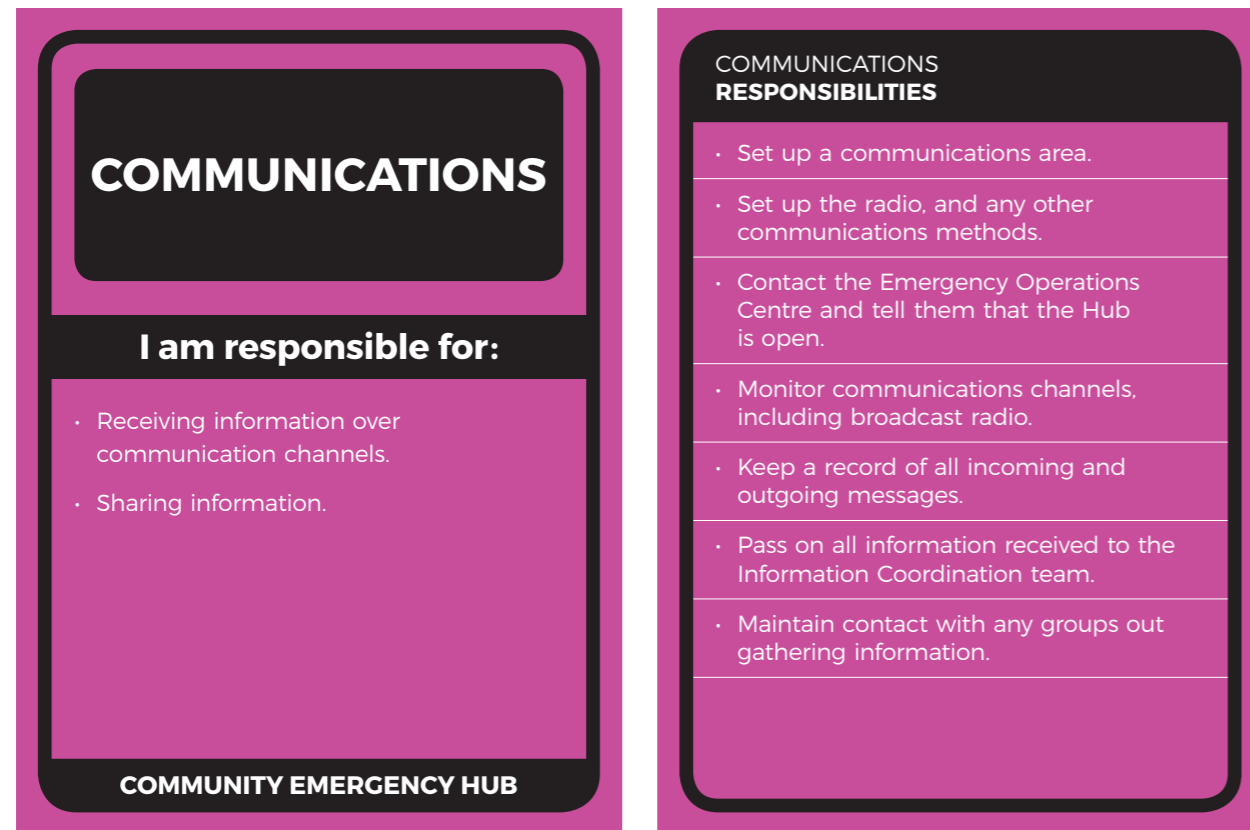 COMMUNICATIONS
I am responsible for:
· Receiving information over
communication channels.
· Sharing information.
COMMUNITY EMERGENCY HUB
COMMUNICATIONS
RESPONSIBILITIES
· Set up a communications area.
· Set up the radio, and any other
communications methods.
· Contact the Emergency Operations
Centre and tell them that the Hub
is open.
· Monitor communications channels,
including broadcast radio.
· Keep a record of all incoming and
outgoing messages.
· Pass on all information received to the
Information Coordination team.
· Maintain contact with any groups out
gathering information.